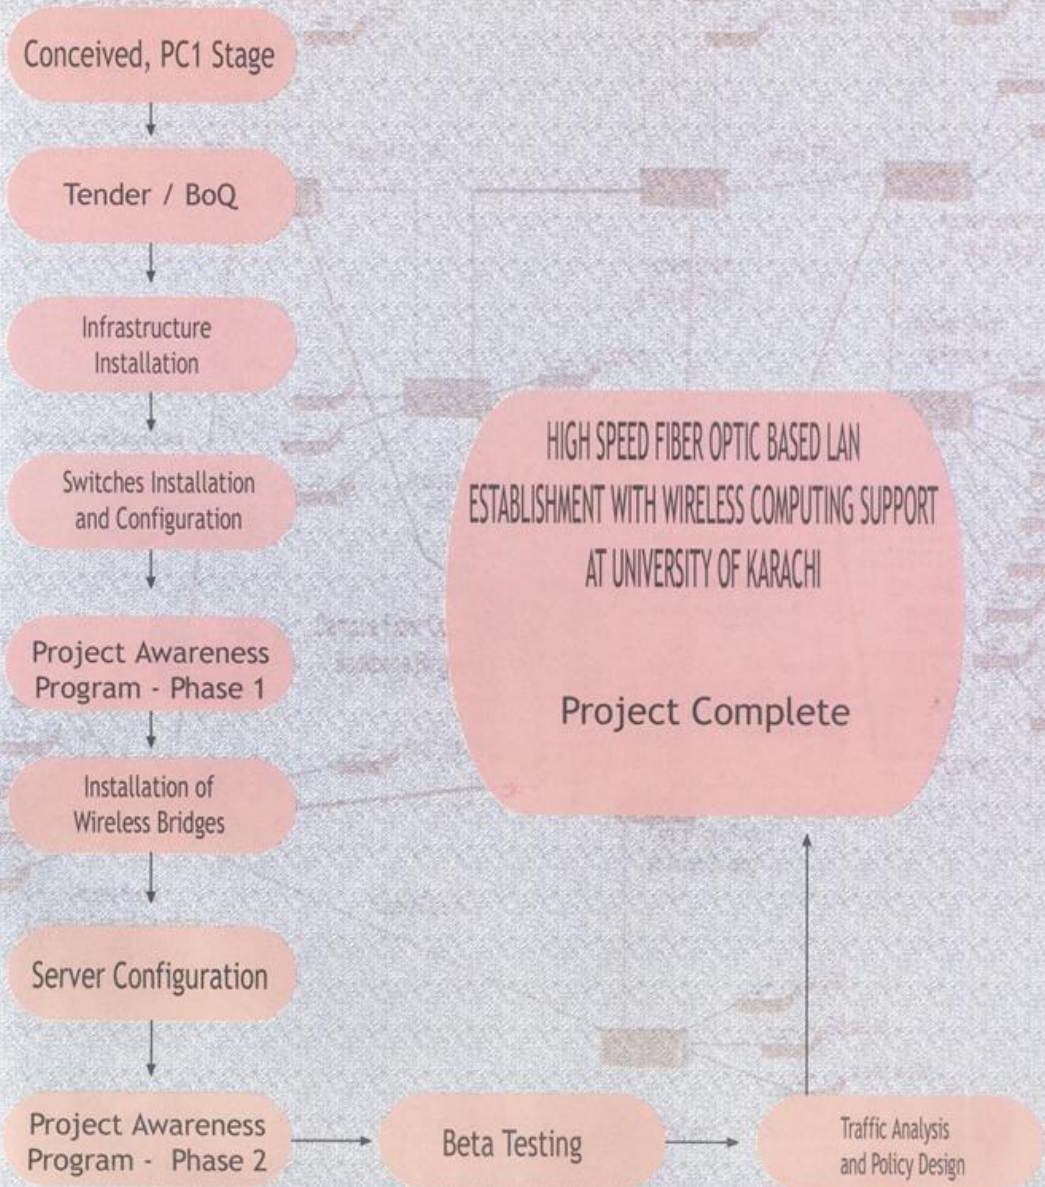 Conceived, PC1 Stage
Tender / BoQ
Infrastructure
Installation
Switches Installation
and Configuration
Project Awareness
Program - Phase 1
Installation of
Wireless Bridges
Server Configuration
Project Awareness
Program - Phase 2
Beta Testing
Traffic Analysis
and Policy Design
HIGH SPEED FIBER OPTIC BASED LAN
ESTABLISHMENT WITH WIRELESS COMPUTING SUPPORT
AT UNIVERSITY OF KARACHI
Project Complete